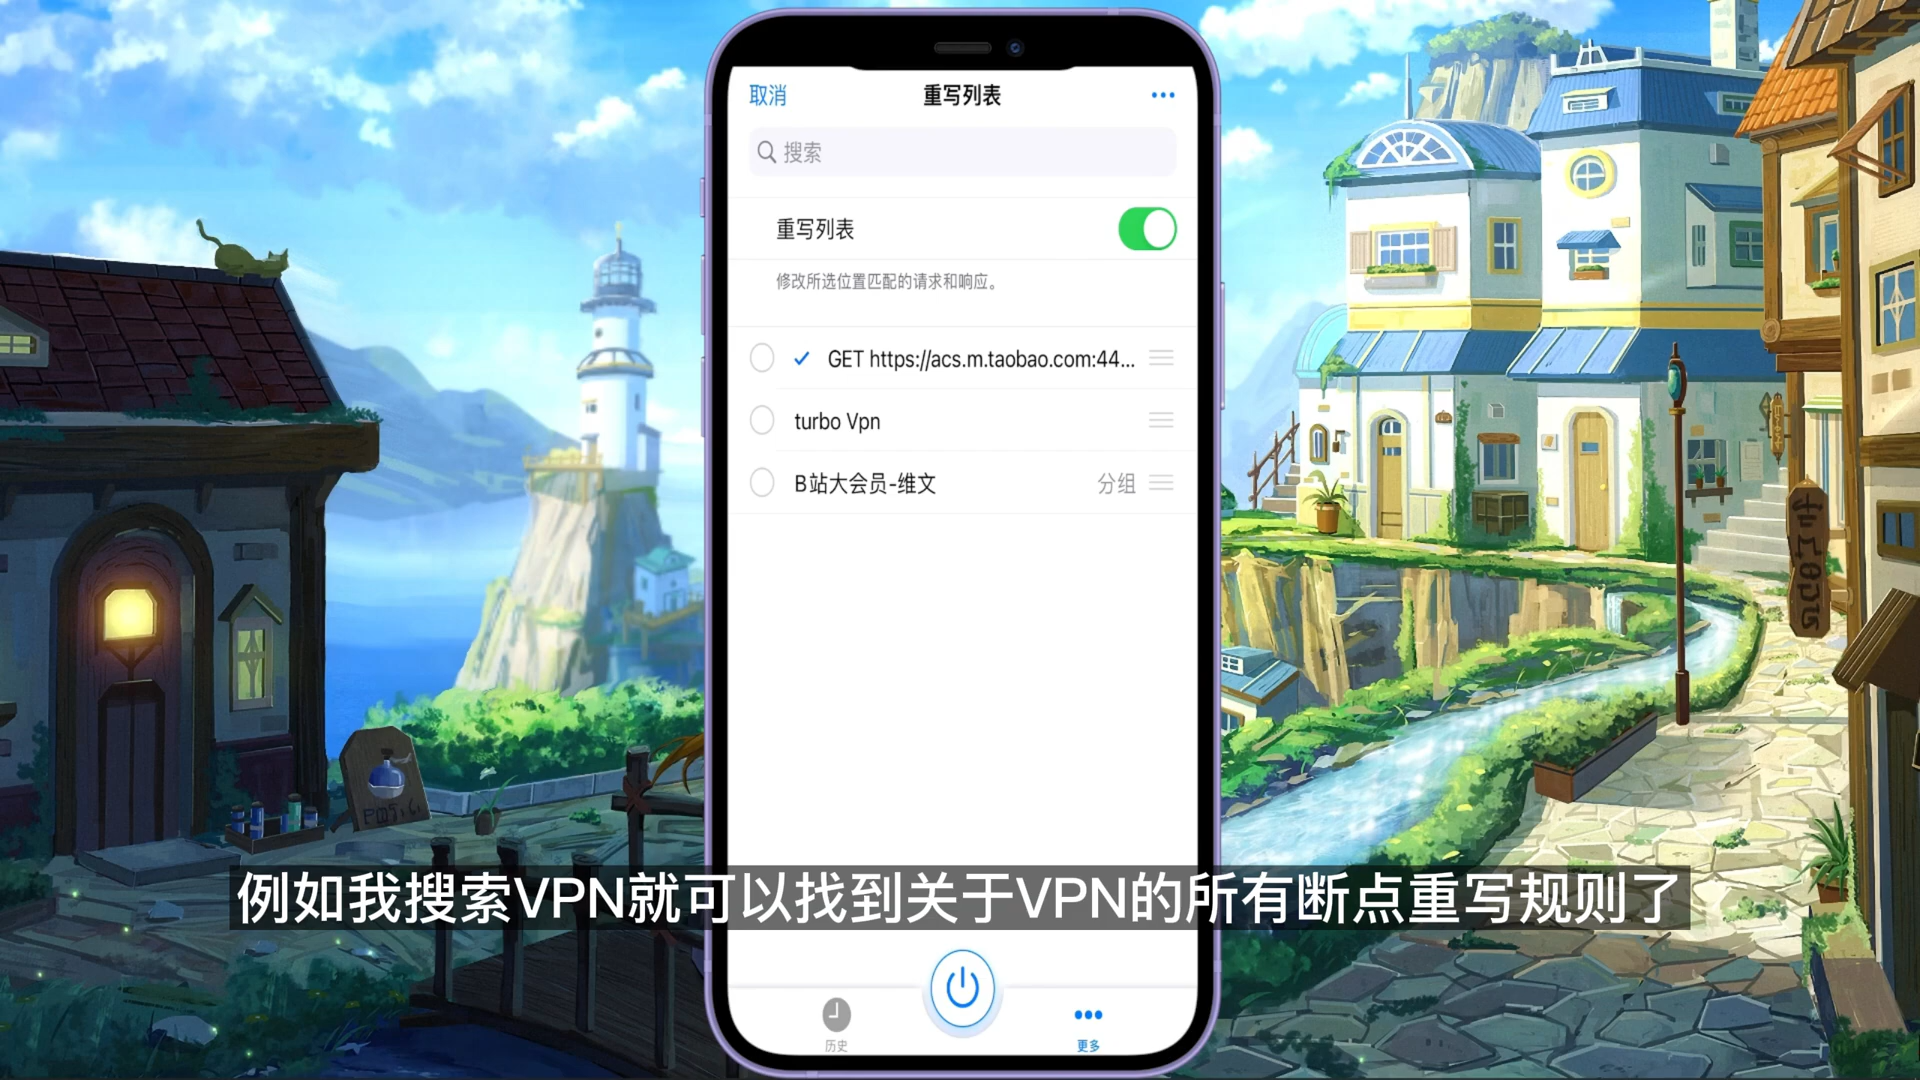 取消
重写列表
搜索
重写列表
修改所选位置匹配的请求和响应。
GET https://acs.m.taobao.com:44...
turbo Vpn
B站大会员-维文 分组
例如我搜索VPN就可以找到关于VPN的所有断点重写规则了
历史
更多